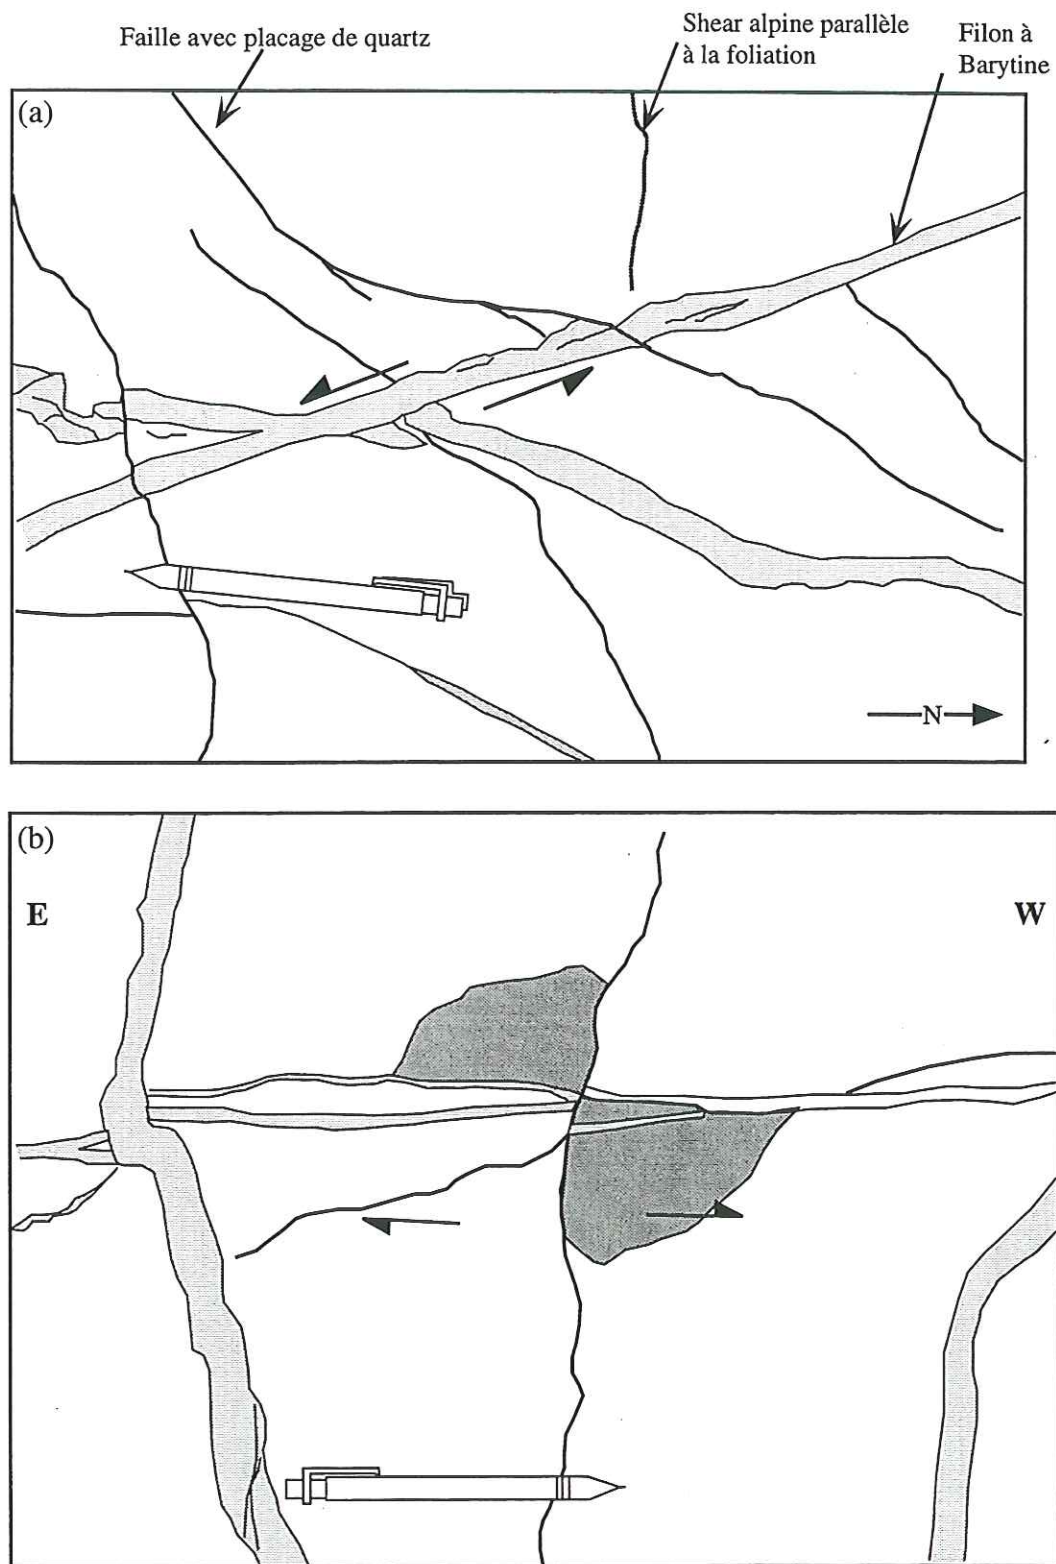 Faille avec placage de quartz
Shear alpine parallèle
à la foliation
Filon à
Barytine
(a)
N
(b)
E
W